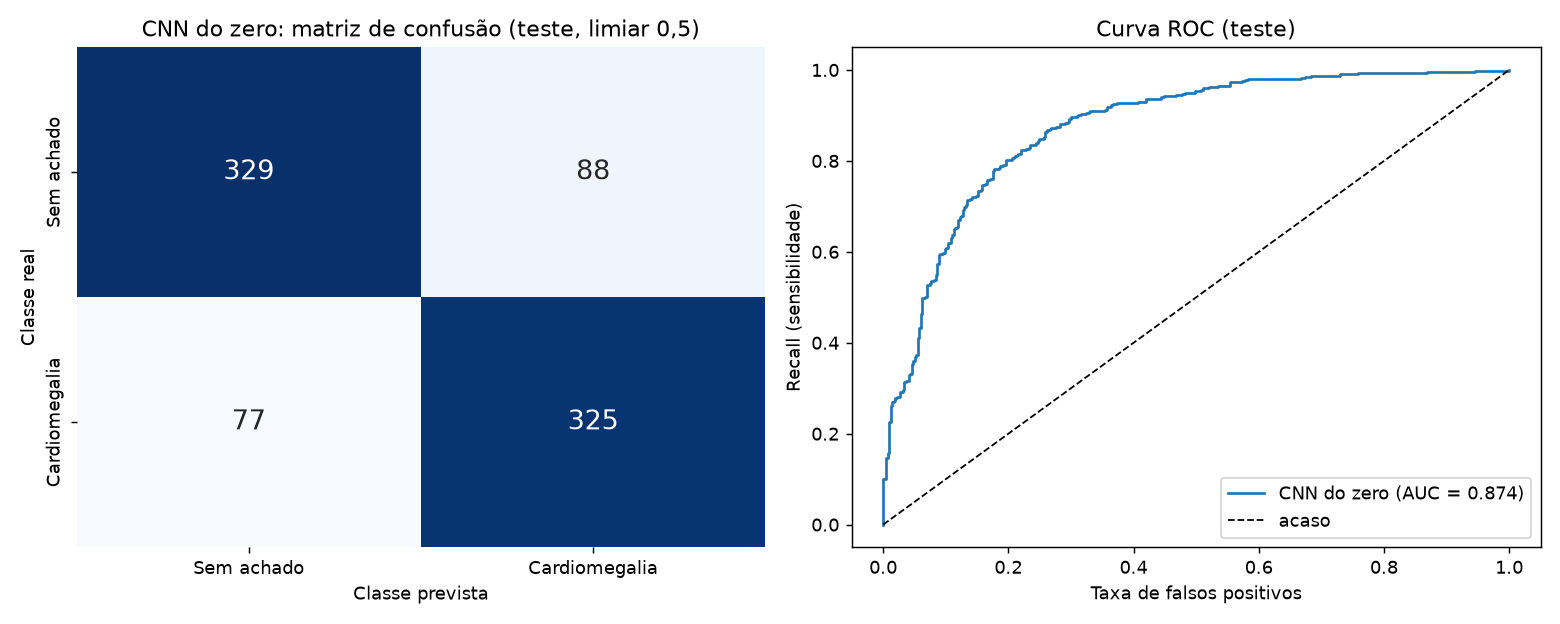 CNN do zero: matriz de confusão (teste, limiar 0,5)
Sem achado
Cardiomegalia
Classe real
329
88
77
325
Sem achado
Cardiomegalia
Classe prevista
Curva ROC (teste)
Recall (sensibilidade)
1.0
0.8
0.6
0.4
0.2
0.0
0.0
0.2
0.4
0.6
0.8
1.0
Taxa de falsos positivos
CNN do zero (AUC = 0.874)
acaso